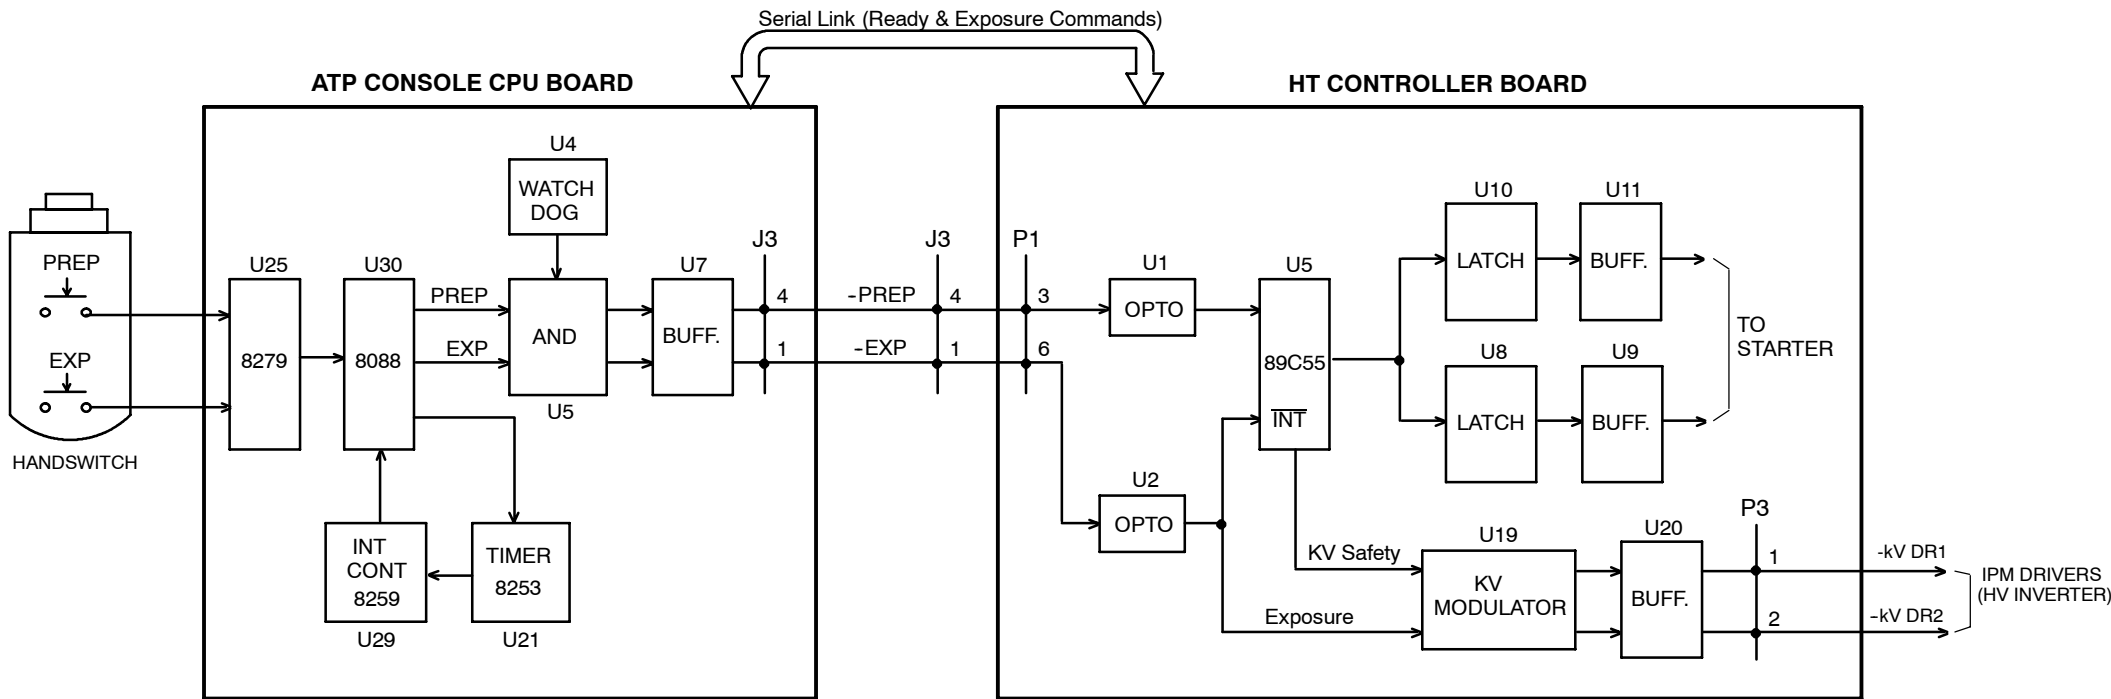 Serial Link (Ready & Exposure Commands)
ATP CONSOLE CPU BOARD
HT CONTROLLER BOARD
PREP
EXP
HANDSWITCH
U25
8279
U30
8088
PREP
EXP
U4
WATCH
DOG
AND
U5
U7
BUFF.
J3
4
1
INT
CONT
8259
U29
TIMER
8253
U21
--PREP
--EXP
J3
4
1
P1
3
6
U1
OPTO
U2
OPTO
U5
89C55
INT
U10
LATCH
U11
BUFF.
U8
LATCH
U9
BUFF.
TO
STARTER
KV Safety
Exposure
U19
KV
MODULATOR
U20
BUFF.
P3
1
2
-kV DR1
--kV DR2
IPM DRIVERS
(HV INVERTER)